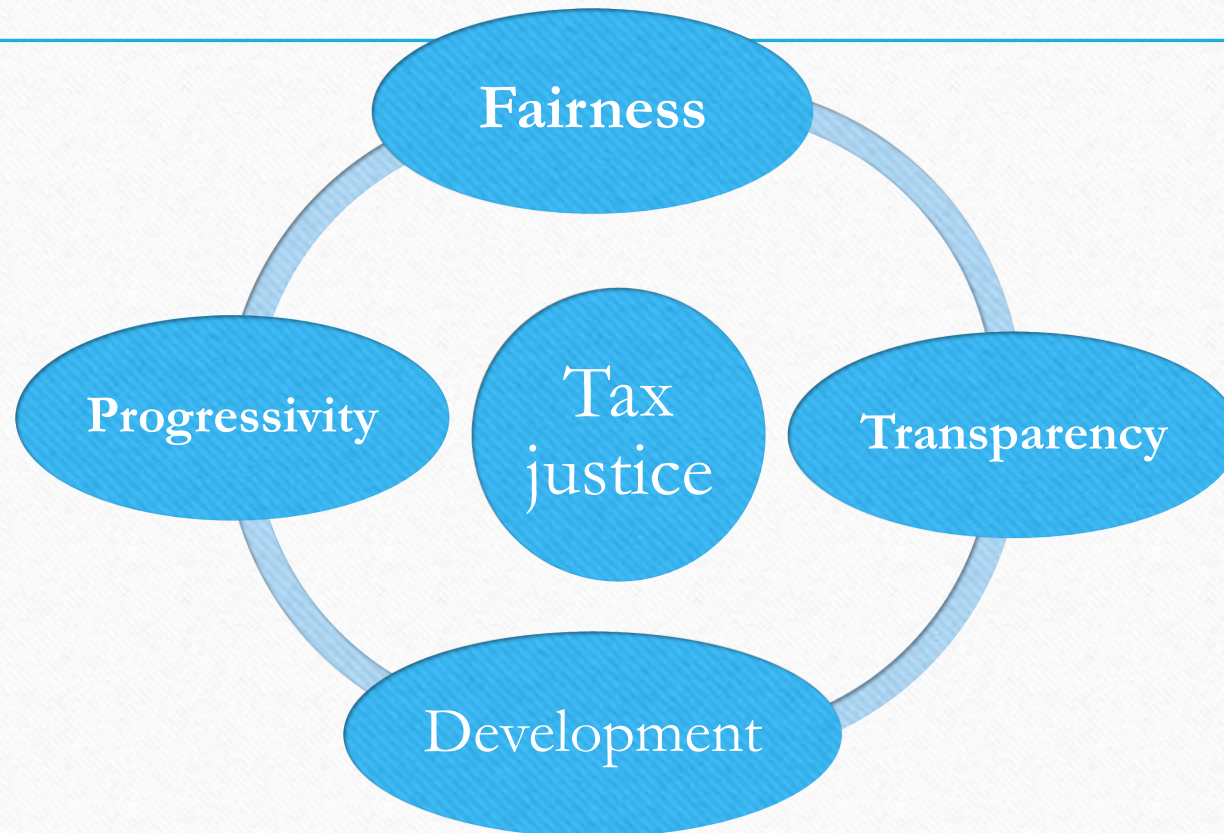 Fairness
Progressivity
Tax
justice
Transparency
Development